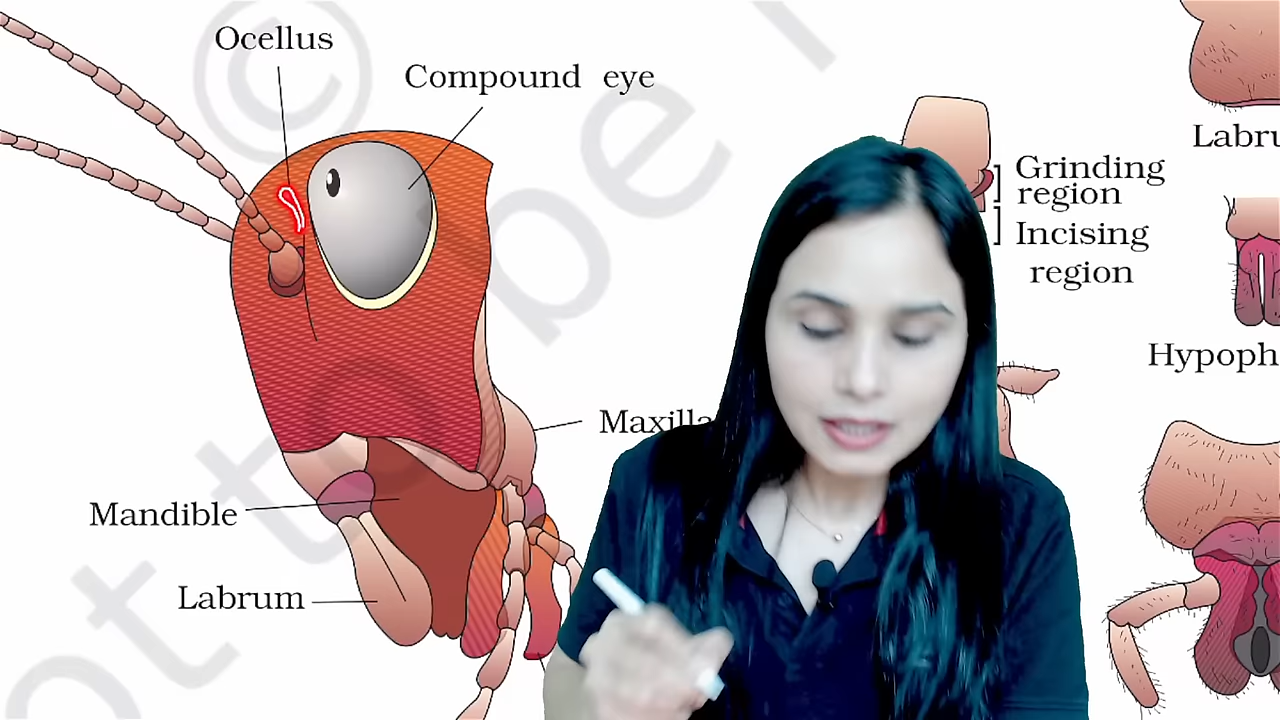 Ocellus
Compound eye
Grinding
region
Incising
region
Maxilla
Mandible
Labrum
Labru
Hypoph